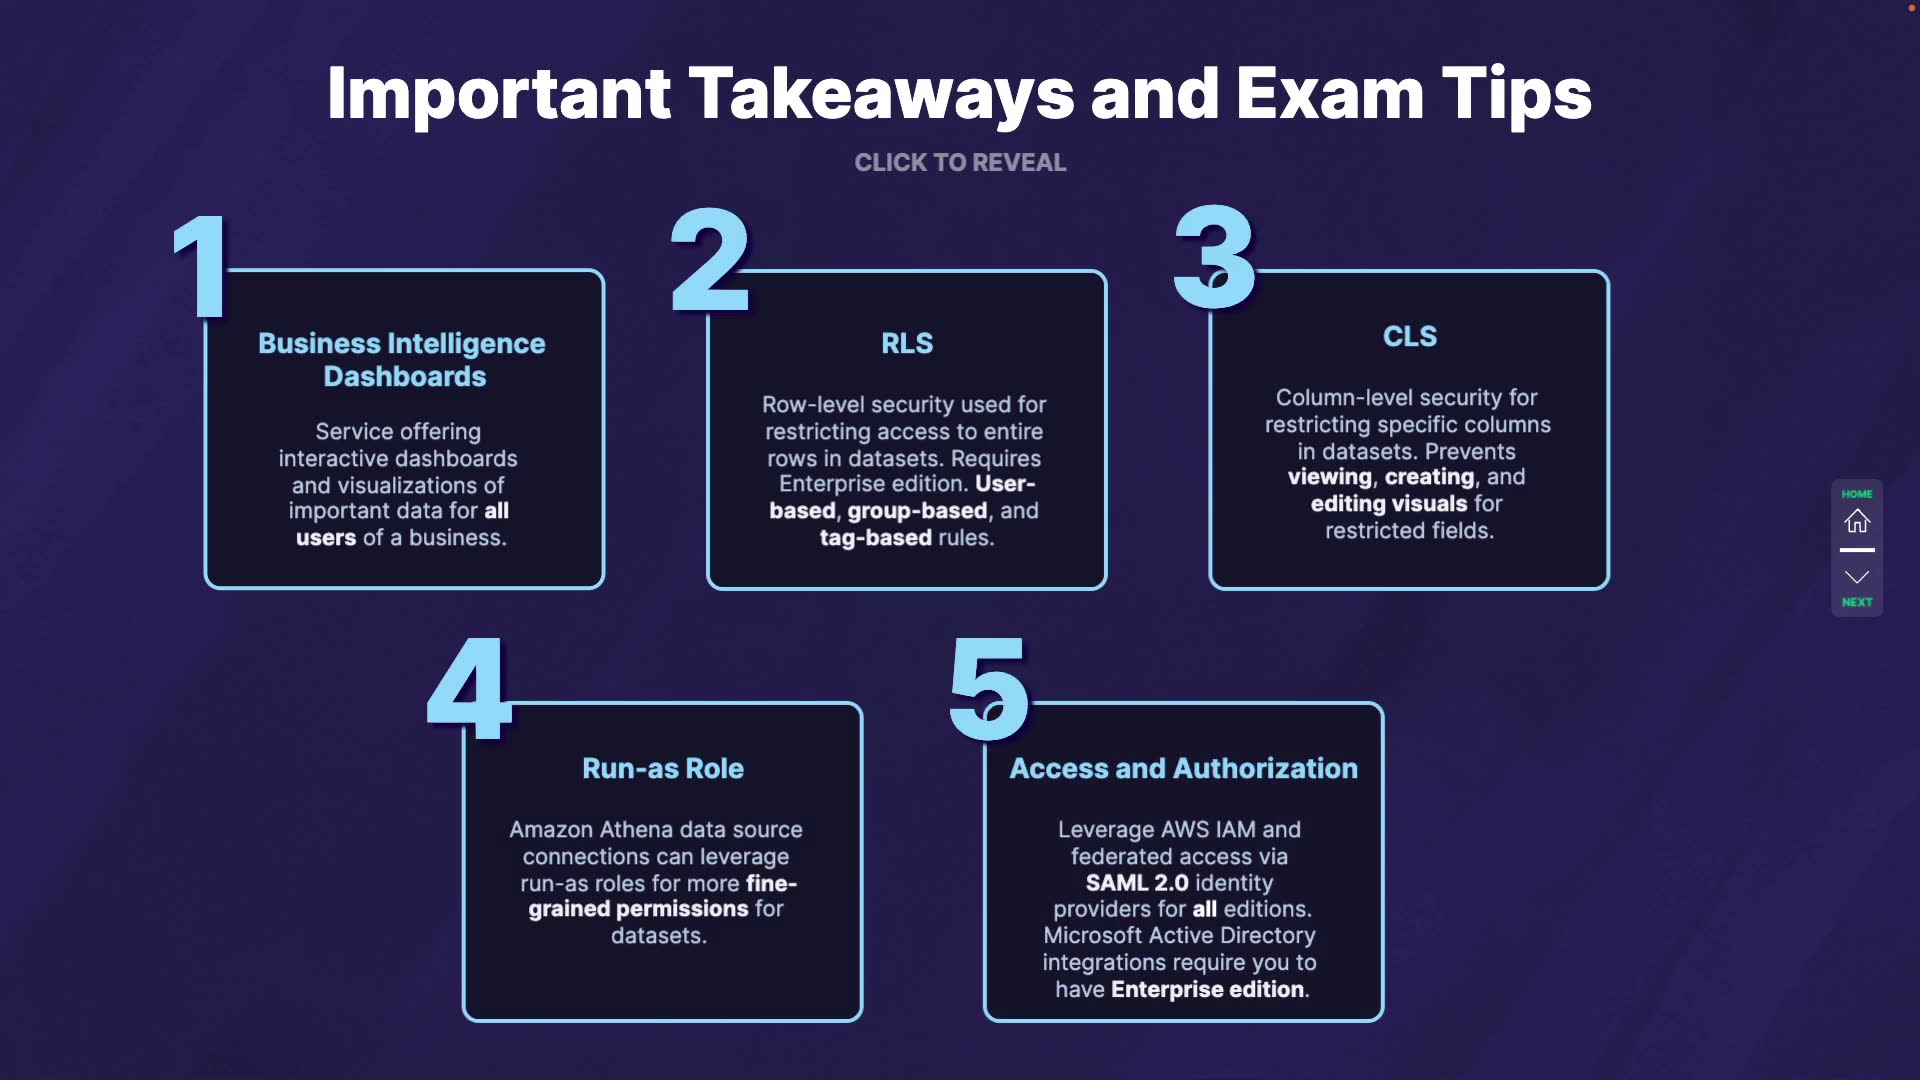 Important Takeaways and Exam Tips
CLICK TO REVEAL
1
Business Intelligence
Dashboards
Service offering
interactive dashboards
and visualizations of
important data for all
users of a business.
2
RLS
Row-level security used for
restricting access to entire
rows in datasets. Requires
Enterprise edition. User-
based, group-based, and
tag-based rules.
3
CLS
Column-level security for
restricting specific columns
in datasets. Prevents
viewing, creating, and
editing visuals for
restricted fields.
4
Run-as Role
Amazon Athena data source
connections can leverage
run-as roles for more fine-
grained permissions for
datasets.
5
Access and Authorization
Leverage AWS IAM and
federated access via
SAML 2.0 identity
providers for all editions.
Microsoft Active Directory
integrations require you to
have Enterprise edition.
HOME
NEXT